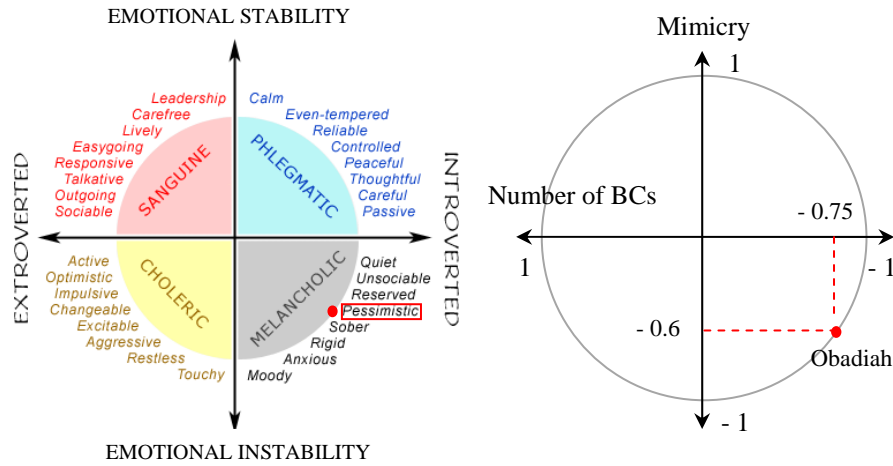 EMOTIONAL STABILITY
EXTROVERTED
INTROVERTED
Leadership
Carefree
Lively
Easygoing
Responsive
Talkative
Outgoing
Sociable
SANGUINE
Calm
Even-tempered
Reliable
Controlled
Peaceful
Thoughtful
Careful
Passive
PHLEGMATIC
Active
Optimistic
Impulsive
Changeable
Excitable
Aggressive
Restless
Touchy
CHOLERIC
Quiet
Unsociable
Reserved
Pessimistic
Sober
Rigid
Anxious
Moody
MELANCHOLIC
EMOTIONAL INSTABILITY
Mimicry
1
Number of BCs
- 0.75
1
- 1
- 0.6
Obadiah
- 1